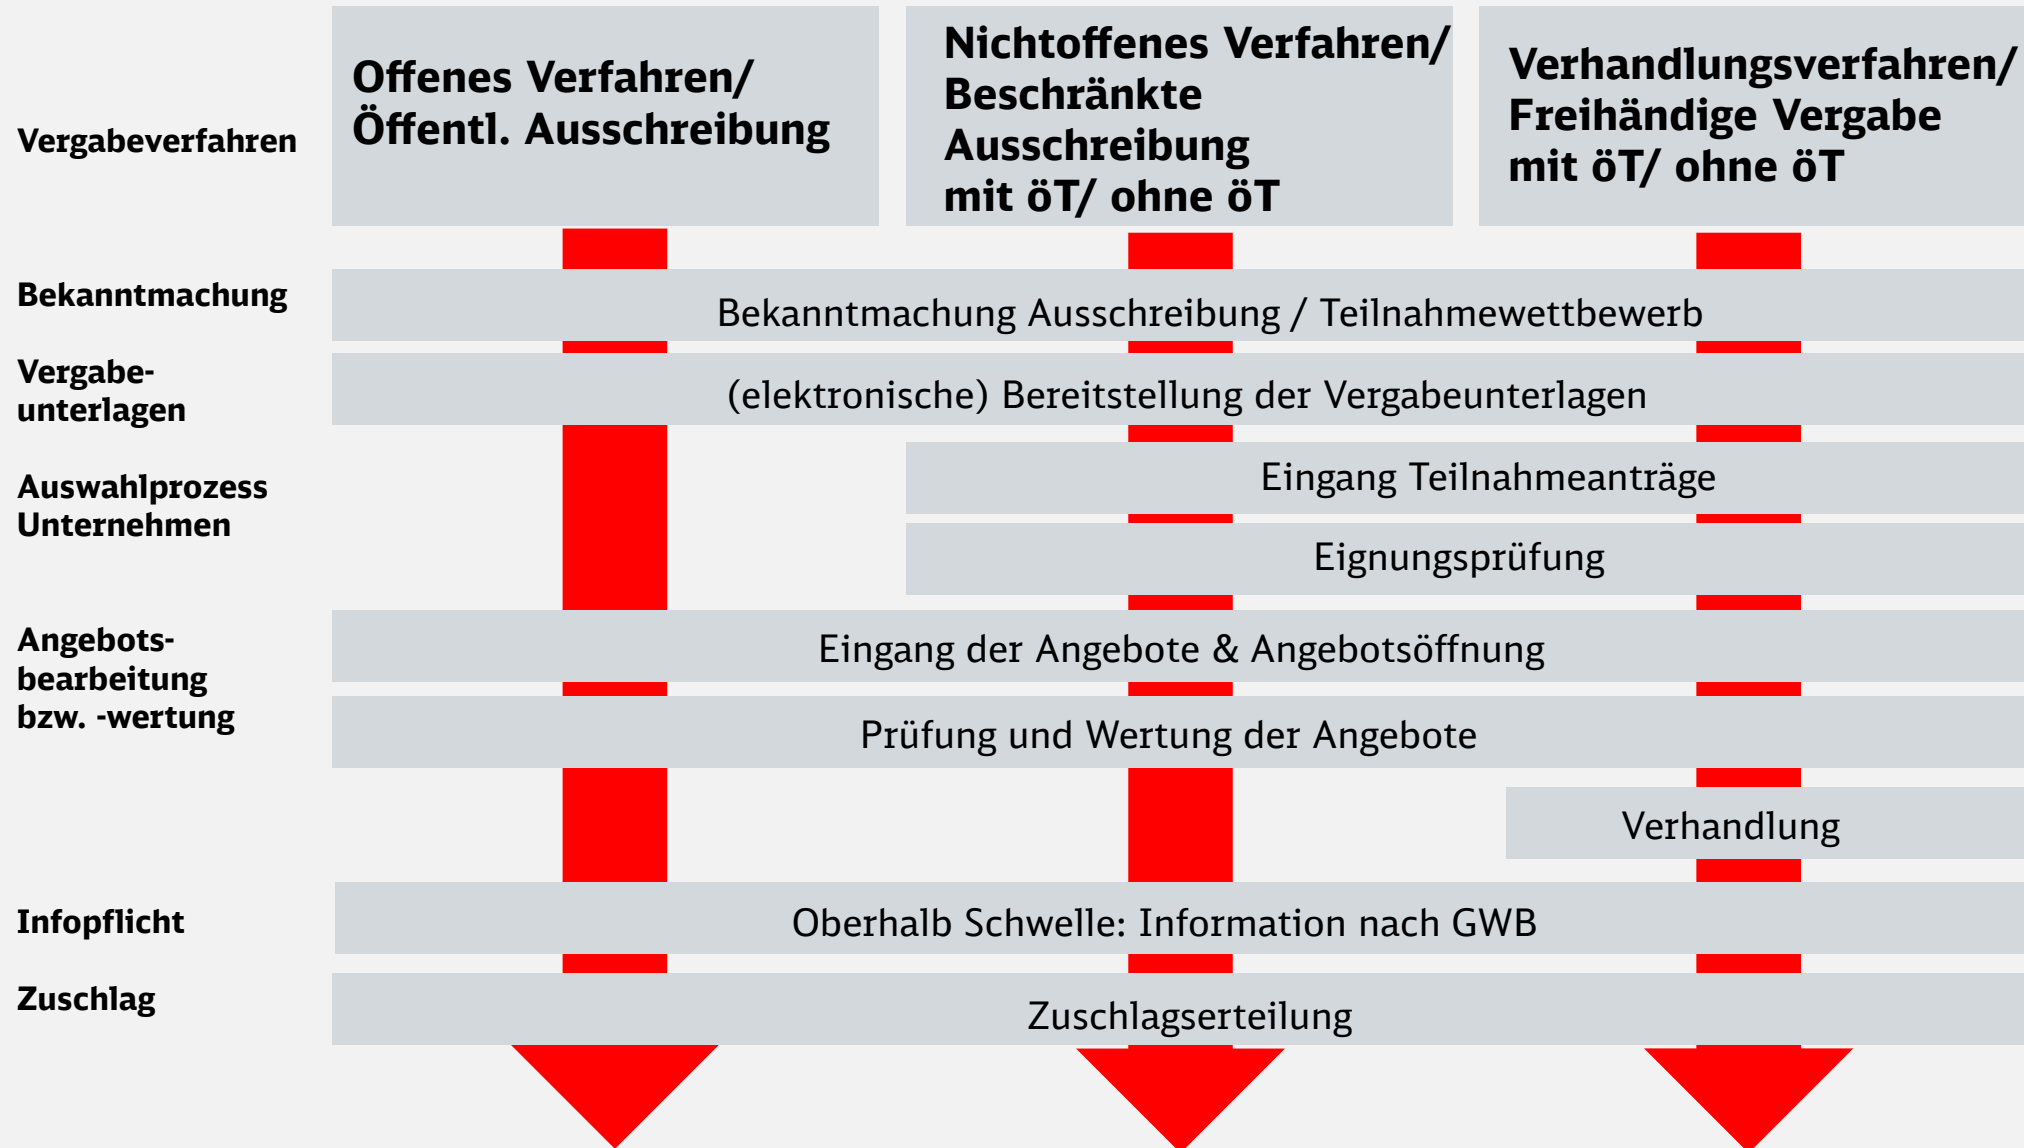 Vergabeverfahren
Offenes Verfahren/
Öffentl. Ausschreibung
Nichtoffenes Verfahren/
Beschränkte
Ausschreibung
mit öT/ ohne öT
Verhandlungsverfahren/
Freihändige Vergabe
mit öT/ ohne öT
Bekanntmachung
Bekanntmachung Ausschreibung / Teilnahmewettbewerb
Vergabe-
unterlagen
(elektronische) Bereitstellung der Vergabeunterlagen
Auswahlprozess
Unternehmen
Eingang Teilnahmeanträge
Eignungsprüfung
Angebots-
bearbeitung
bzw. -wertung
Eingang der Angebote & Angebotsöffnung
Prüfung und Wertung der Angebote
Verhandlung
Infopflicht
Oberhalb Schwelle: Information nach GWB
Zuschlag
Zuschlagserteilung